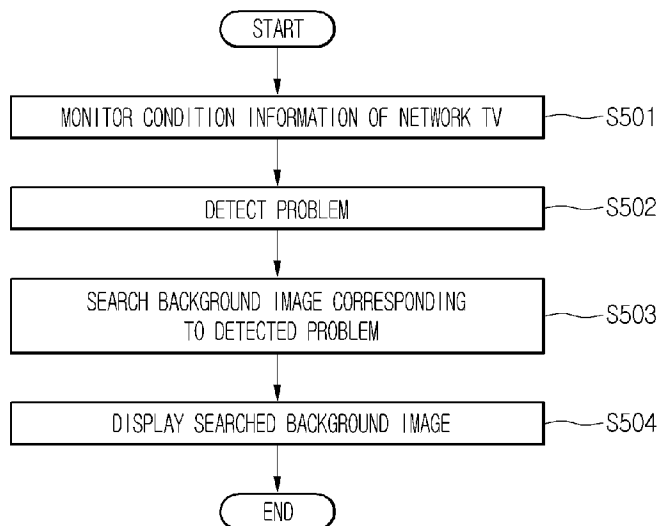 START
MONITOR CONDITION INFORMATION OF NETWORK TV
S501
DETECT PROBLEM
S502
SEARCH BACKGROUND IMAGE CORRESPONDING
TO DETECTED PROBLEM
S503
DISPLAY SEARCHED BACKGROUND IMAGE
S504
END